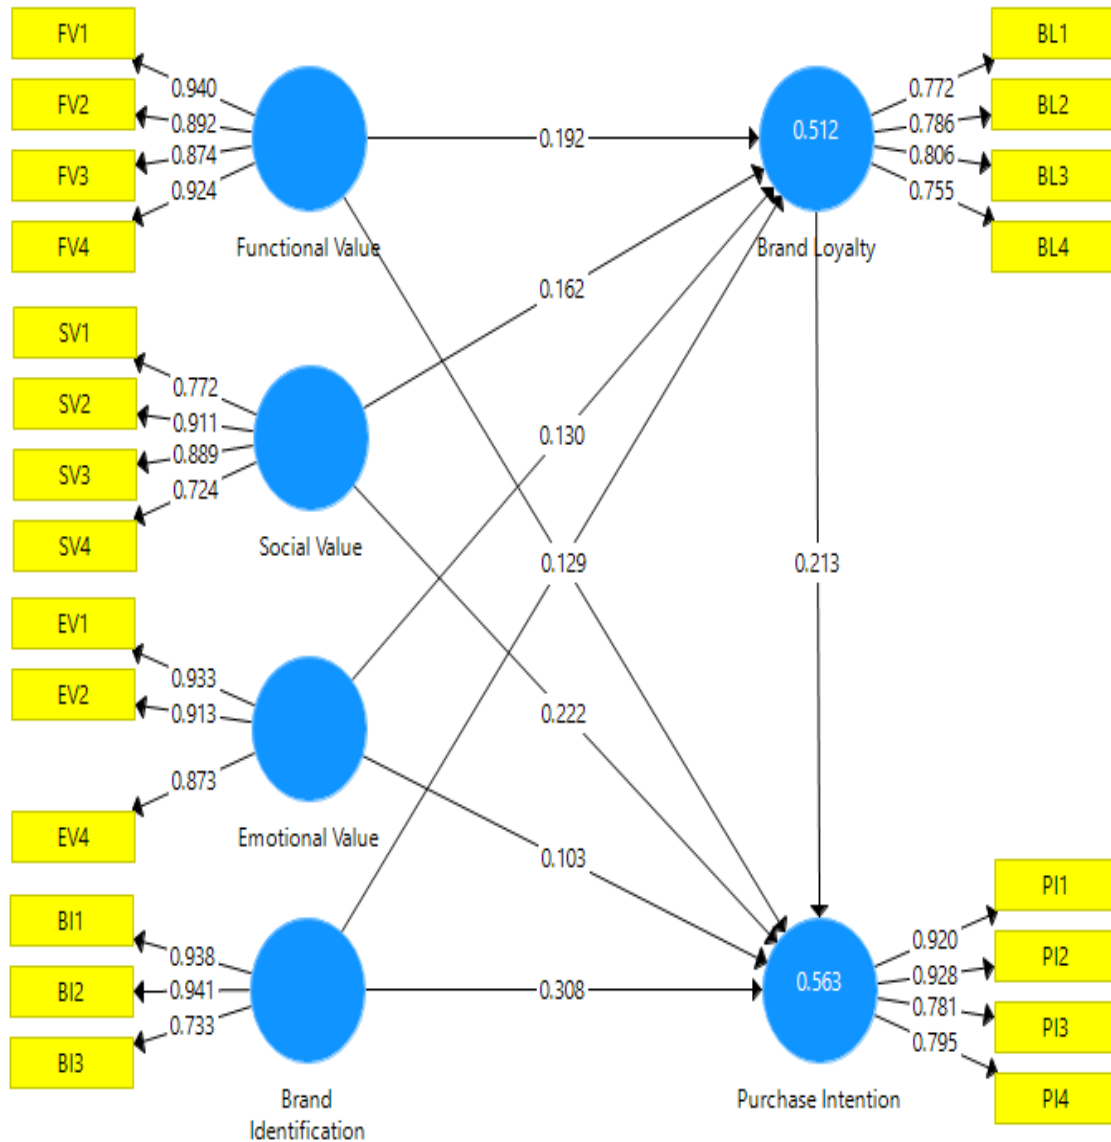 FV1
FV2
FV3
FV4
0.940
0.892
0.874
0.924
Functional Value
SV1
SV2
SV3
SV4
0.772
0.911
0.889
0.724
Social Value
EV1
EV2
EV4
0.933
0.913
0.873
Emotional Value
BI1
BI2
BI3
0.938
0.941
0.733
Brand
Identification
0.192
0.162
0.130
0.129
0.222
0.103
0.308
0.213
0.512
Brand Loyalty
BL1
BL2
BL3
BL4
0.772
0.786
0.806
0.755
0.563
Purchase Intention
PI1
PI2
PI3
PI4
0.920
0.928
0.781
0.795